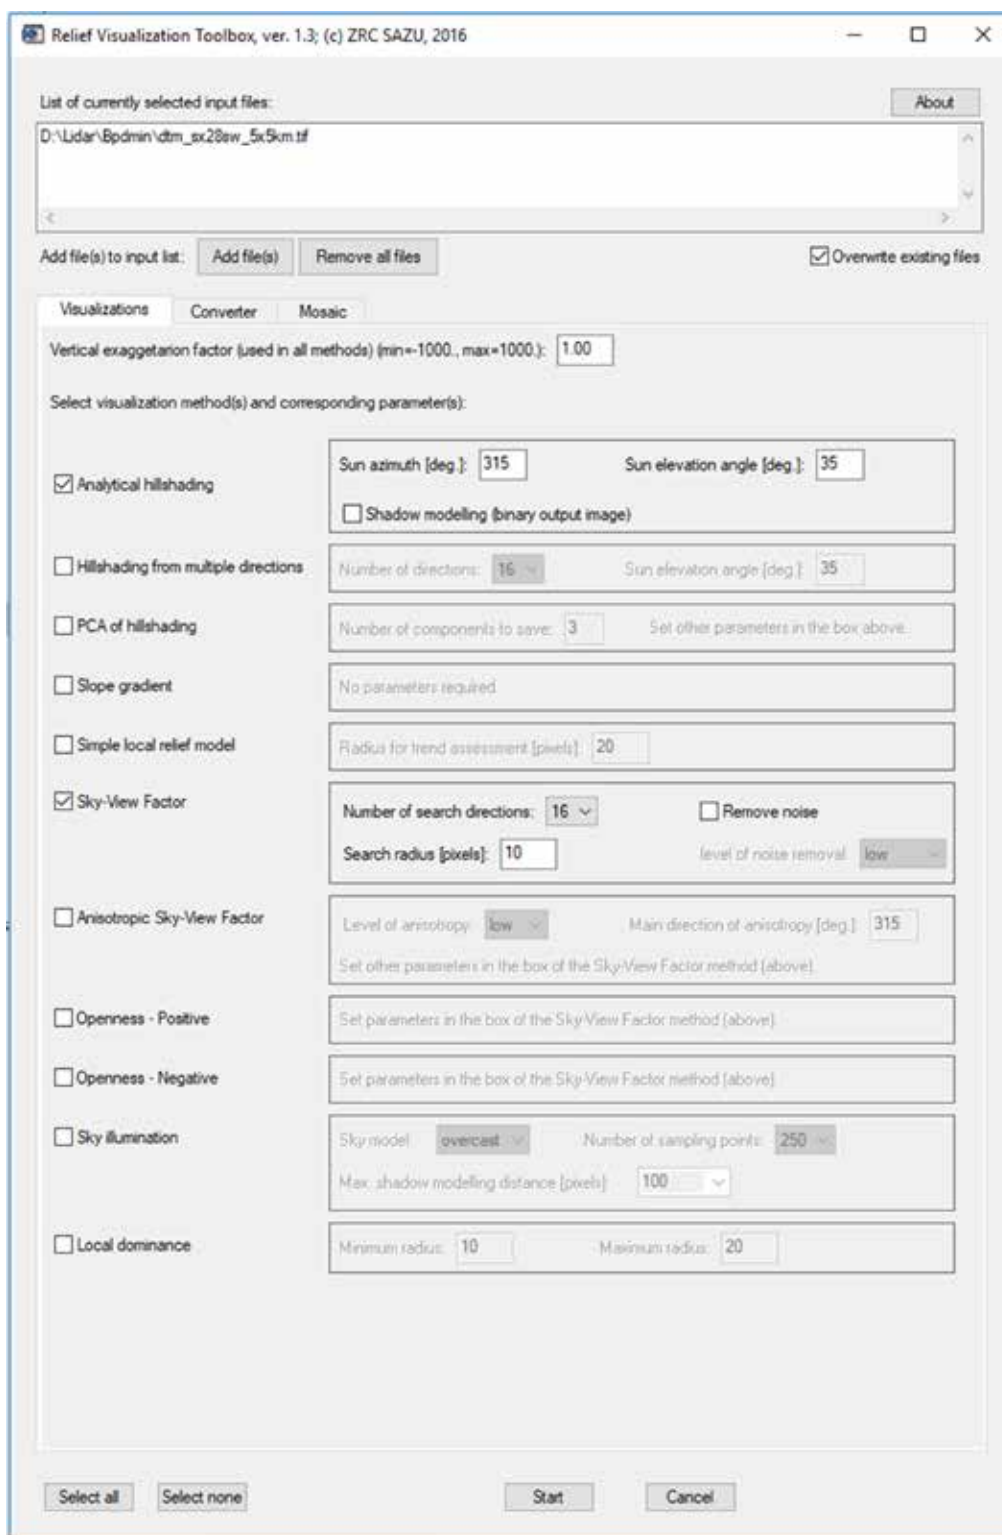 Relief Visualization Toolbox, ver. 1.3; (c) ZRC SAZU, 2016
List of currently selected input files:
About
D:\Lidar\Bpdmin\dtm_sx28sw_5x5km.tif
Add file(s) to input list: Add file(s) Remove all files Overwrite existing files
Visualizations Converter Mosaic
Vertical exaggetarion factor (used in all methods) (min=-1000., max=1000.): 1.00
Select visualization method(s) and corresponding parameter(s):
Sun azimuth [deg.]: 315 Sun elevation angle [deg.]: 35
Analytical hillshading
Shadow modelling (binary output image)
Hillshading from multiple directions Number of directions: 16 Sun elevation angle [deg.] 35
PCA of hillshading Number of components to save: 3 Set other parameters in the box above.
Slope gradient No parameters required.
Simple local relief model Radius for trend assessment [pixels] 20
Sky-View Factor Number of search directions: 16 Remove noise
Search radius [pixels]: 10 level of noise removal: low
Anisotropic Sky-View Factor Level of anisotropy: low Main direction of anisotropy [deg.] 315
Set other parameters in the box of the Sky-View Factor method (above).
Openness - Positive Set parameters in the box of the Sky-View Factor method (above).
Openness - Negative Set parameters in the box of the Sky-View Factor method (above).
Sky illumination Sky model: overcast Number of sampling points: 250
Max. shadow modelling distance [pixels]: 100
Local dominance Minimum radius: 10 Maximum radius: 20
Select all Select none Start Cancel